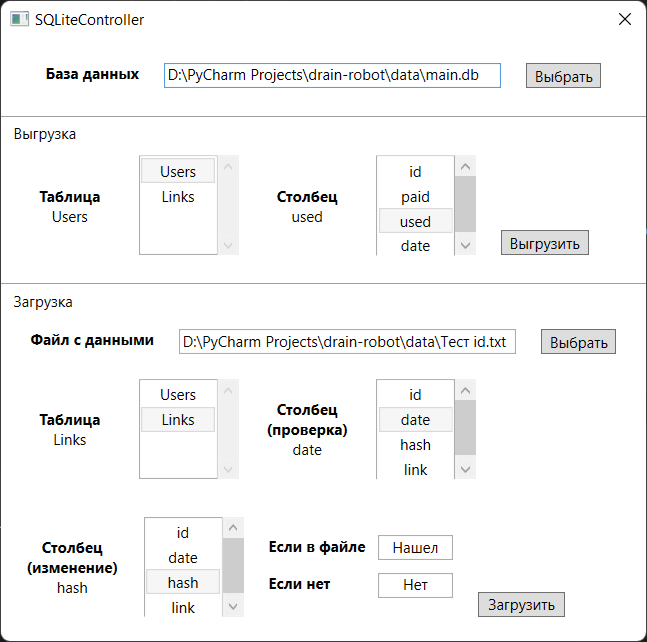 SQLiteController
База данных
D:\PyCharm Projects\drain-robot\data\main.db
Выбрать
Выгрузка
Таблица
Users
Users
Links
Столбец
used
id
paid
used
date
Выгрузить
Загрузка
Файл с данными
D:\PyCharm Projects\drain-robot\data\Тест id.txt
Выбрать
Таблица
Links
Users
Links
Столбец
(проверка)
date
id
date
hash
link
Столбец
(изменение)
hash
id
date
hash
link
Если в файле
Нашел
Если нет
Нет
Загрузить